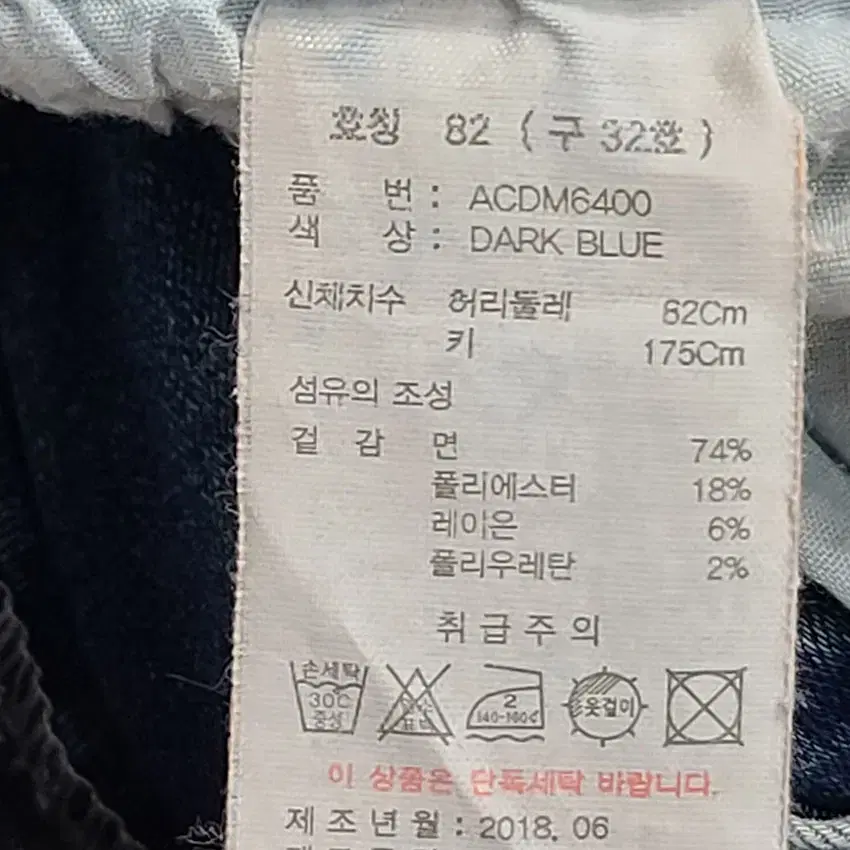 호칭 82 ( 구 32호 )
품 번 : ACDM6400
색 상 : DARK BLUE
신체치수 허리둘레 82Cm
키 175Cm
섬유의 조성
겉 감 면 74%
폴리에스터 18%
레이온 6%
폴리우레탄 2%
취급주의
손세탁 30℃ 중성
2 140-160℃
옷걸이
이 상품은 단독세탁 바랍니다.
제조년월 : 2018. 06